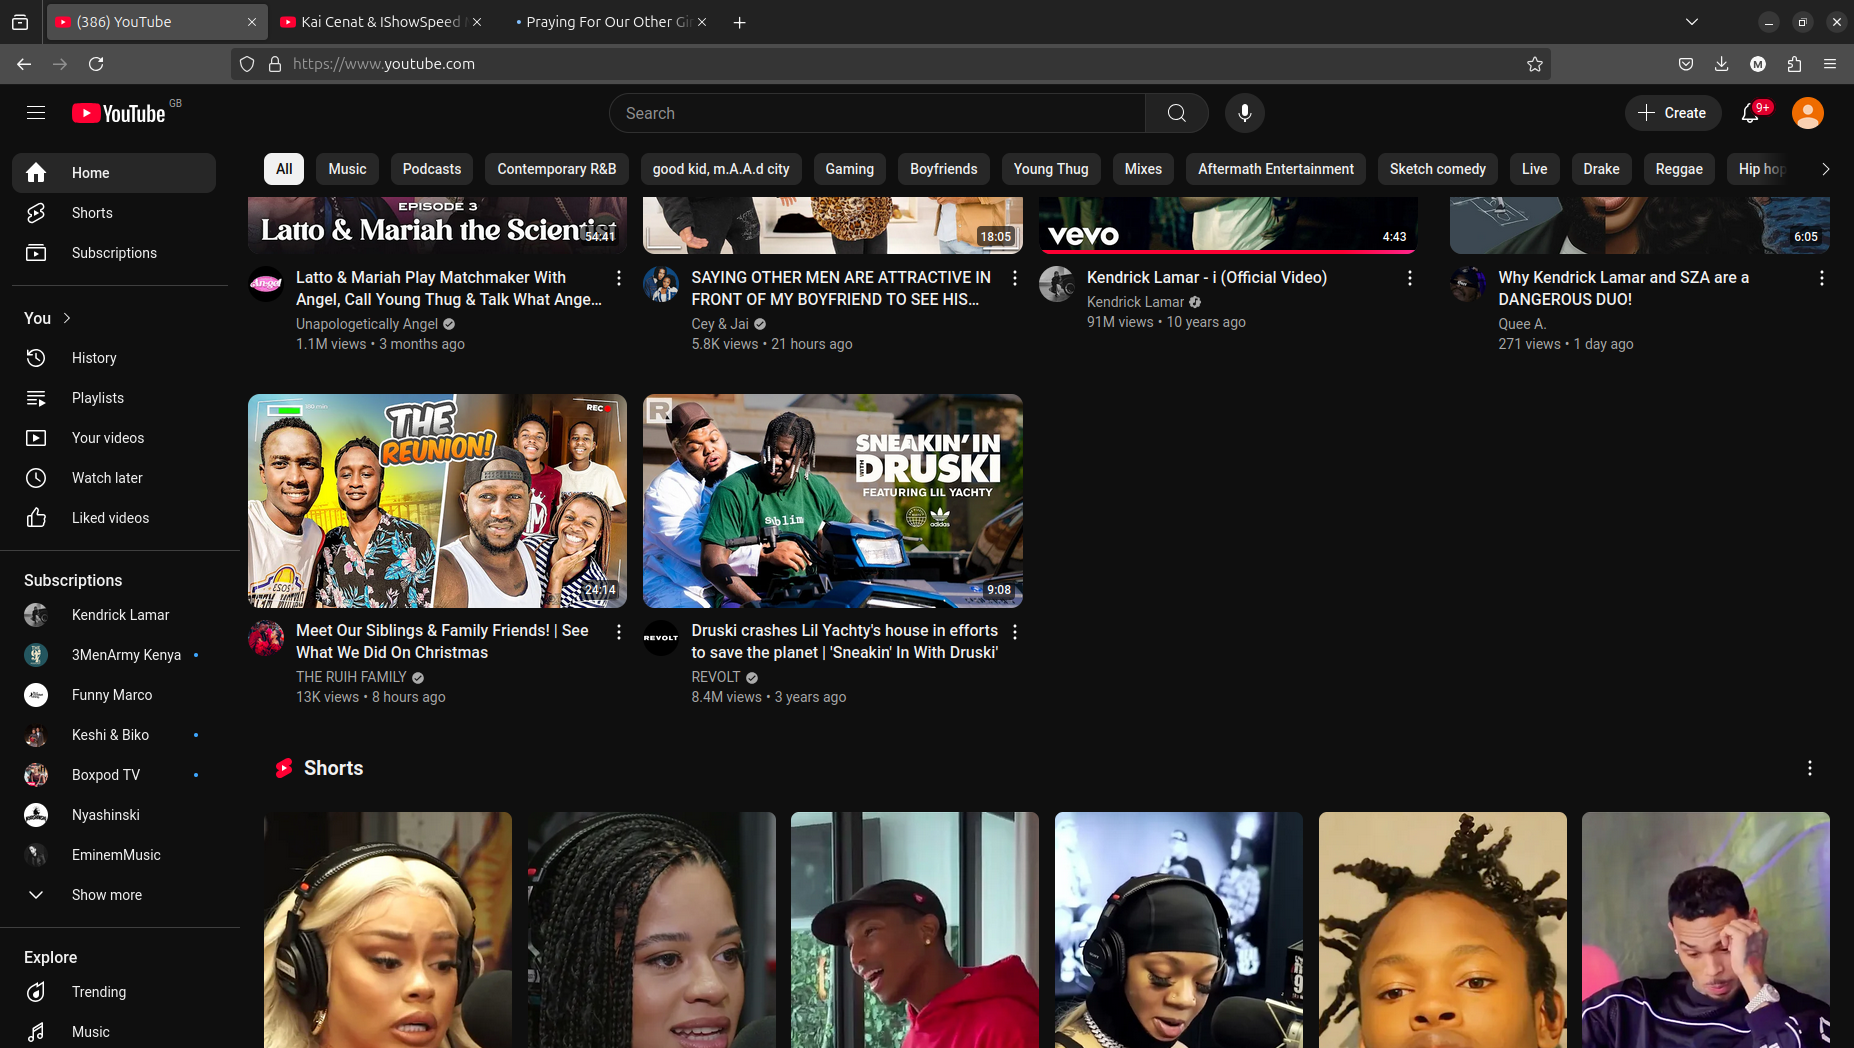 (386) YouTube
Kai Cenat & IShowSpeed
Praying For Our Other Gir
https://www.youtube.com
YouTube GB
Search
Create
9+
Home
Shorts
Subscriptions
You
History
Playlists
Your videos
Watch later
Liked videos
Subscriptions
Kendrick Lamar
3MenArmy Kenya
Funny Marco
Keshi & Biko
Boxpod TV
Nyashinski
EminemMusic
Show more
Explore
Trending
Music
All
Music
Podcasts
Contemporary R&B
good kid, m.A.A.d city
Gaming
Boyfriends
Young Thug
Mixes
Aftermath Entertainment
Sketch comedy
Live
Drake
Reggae
Hip hop
EPISODE 3
Latto & Mariah the Scientist
54:41
Latto & Mariah Play Matchmaker With
Angel, Call Young Thug & Talk What Ange...
Unapologetically Angel
1.1M views • 3 months ago
18:05
SAYING OTHER MEN ARE ATTRACTIVE IN
FRONT OF MY BOYFRIEND TO SEE HIS...
Cey & Jai
5.8K views • 21 hours ago
vevo
4:43
Kendrick Lamar - i (Official Video)
Kendrick Lamar
91M views • 10 years ago
6:05
Why Kendrick Lamar and SZA are a
DANGEROUS DUO!
Quee A.
271 views • 1 day ago
THE
REUNION!
REC
24:14
Meet Our Siblings & Family Friends! | See
What We Did On Christmas
THE RUIH FAMILY
13K views • 8 hours ago
R
SNEAKIN' IN
WITH
DRUSKI
FEATURING LIL YACHTY
adidas
9:08
REVOLT
Druski crashes Lil Yachty's house in efforts
to save the planet | 'Sneakin' In With Druski'
REVOLT
8.4M views • 3 years ago
Shorts